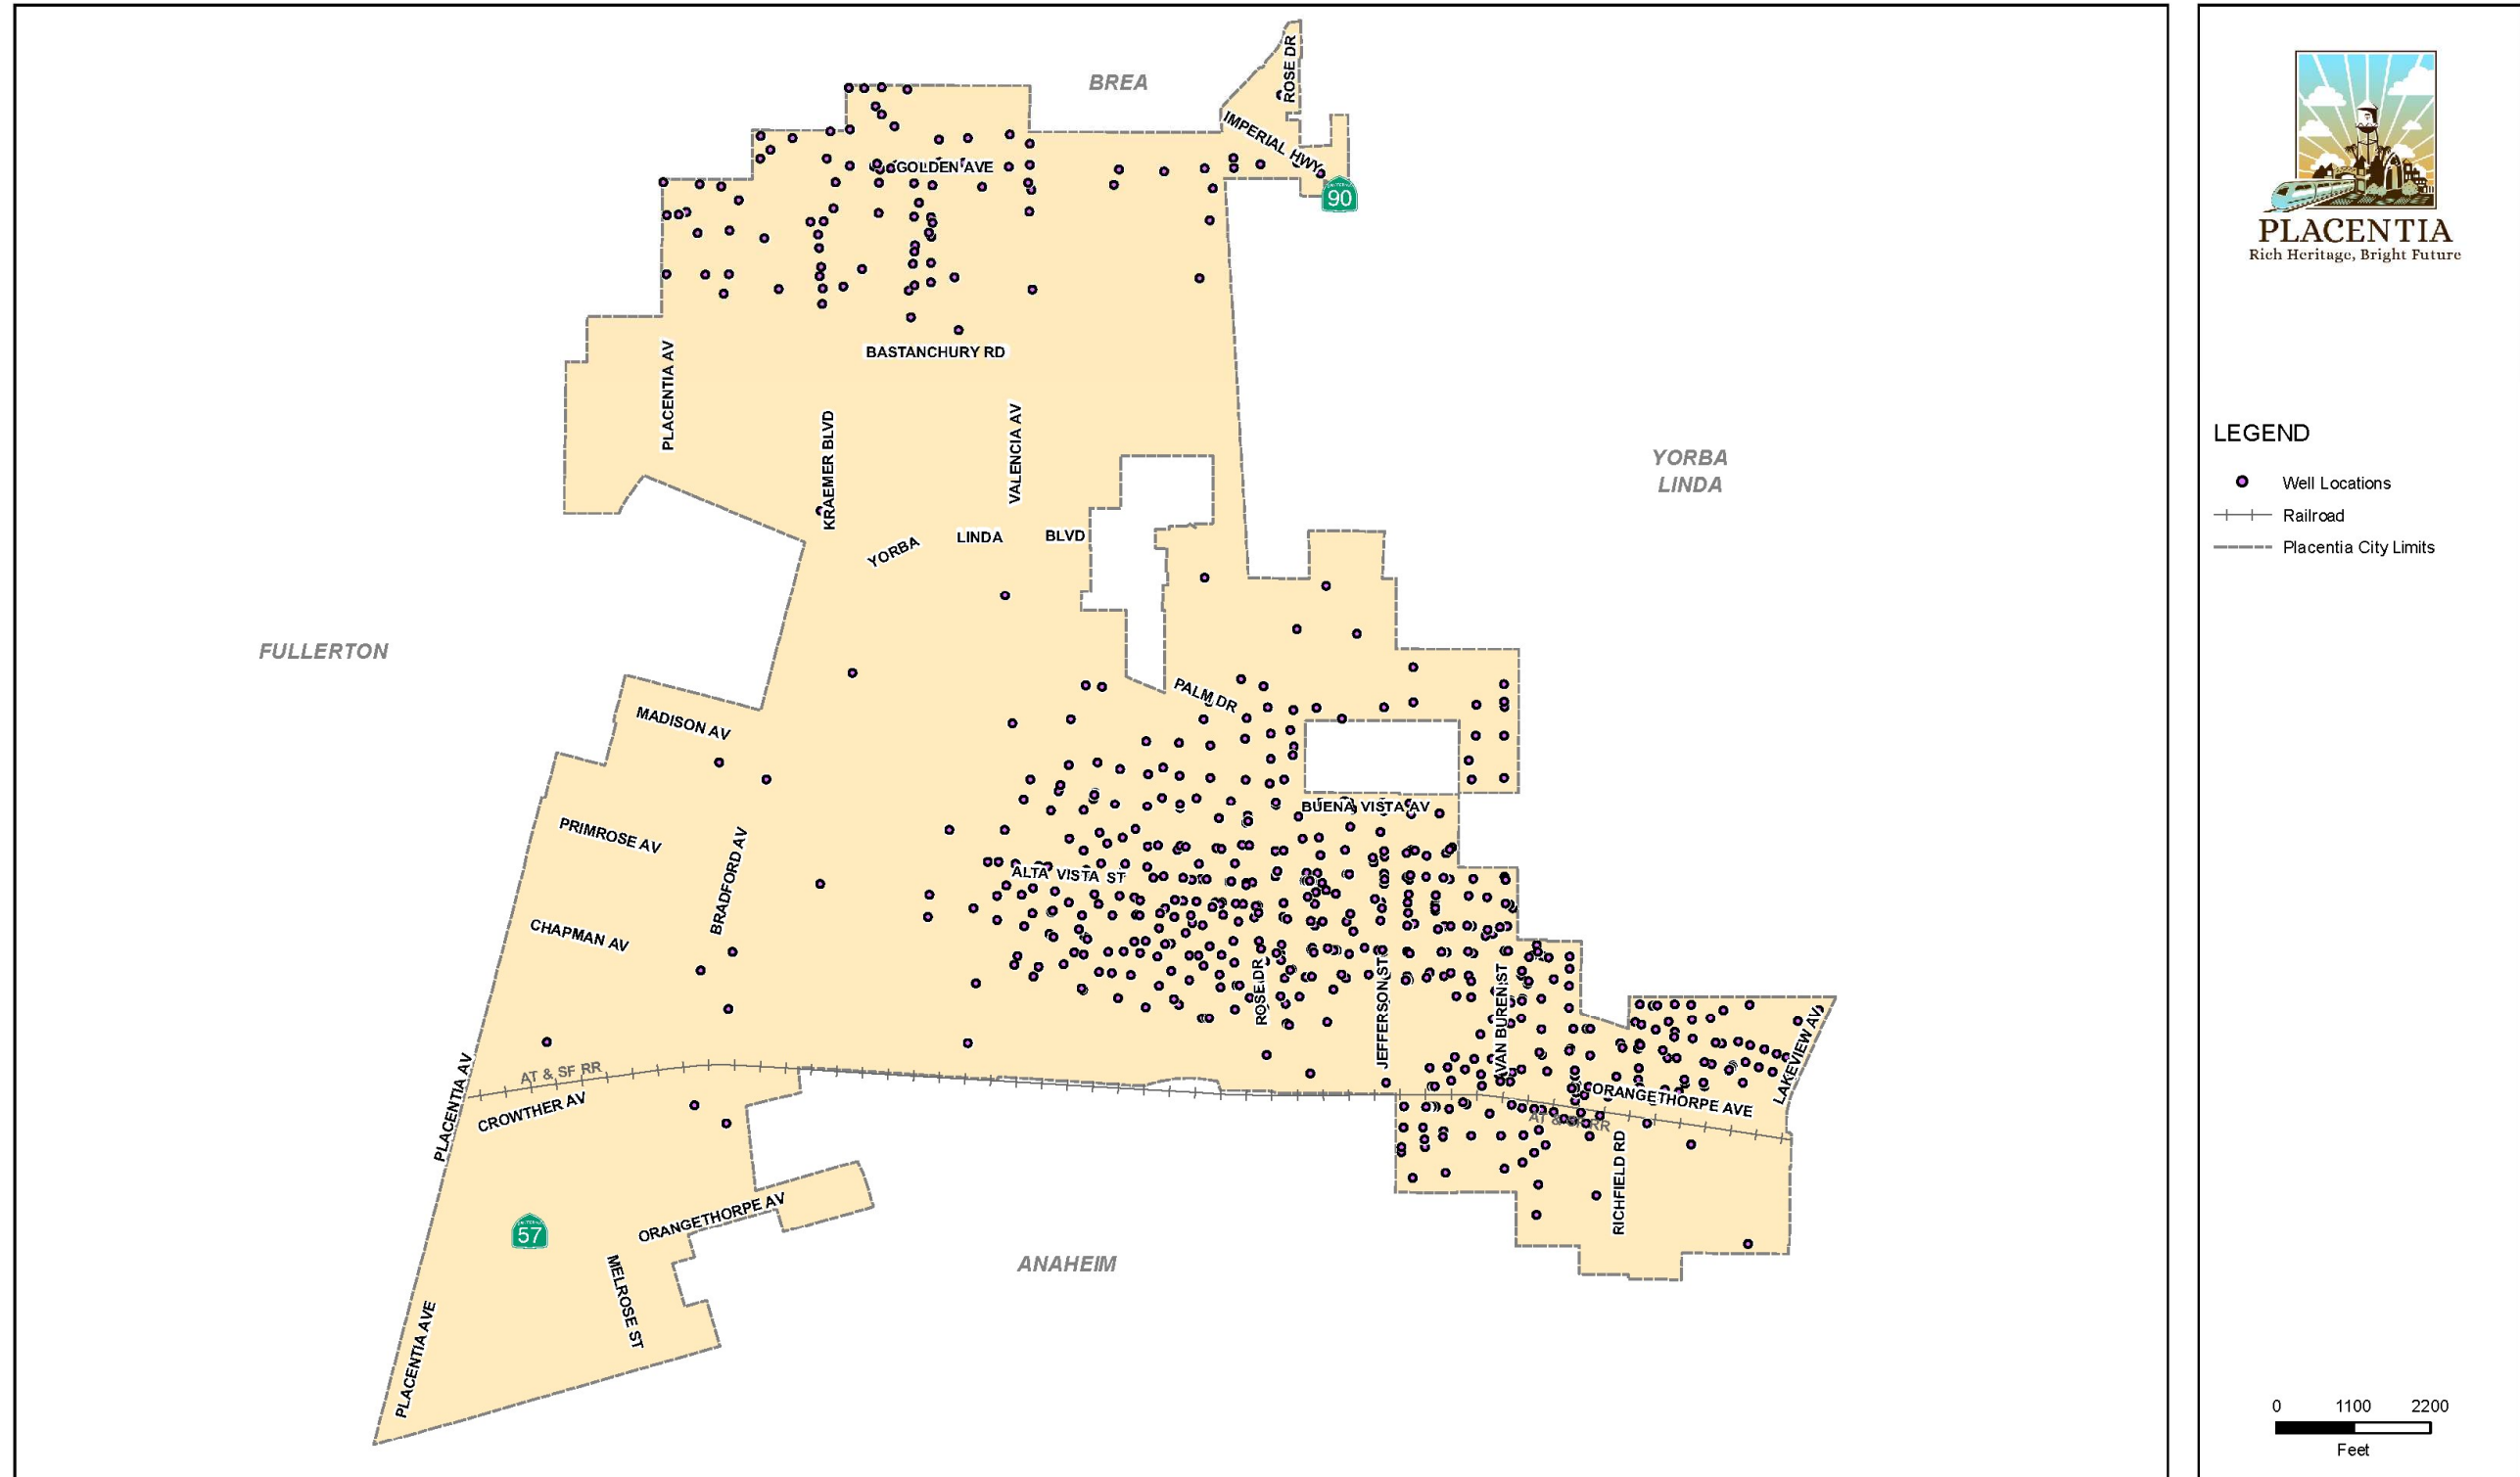 BREA
ROSE DR
IMPERIAL HWY
90
GOLDEN AVE
BASTANCHURY RD
PLACENTIA AV
KRAEMER BLVD
VALENCIA AV
YORBA LINDA BLVD
YORBA
LINDA
FULLERTON
PALM DR
MADISON AV
BUENA VISTA AV
PRIMROSE AV
BRADFORD AV
ALTA VISTA ST
CHAPMAN AV
ROSE DR
JEFFERSON ST
VAN BUREN ST
LAKEVIEW AV
PLACENTIA AV
AT & SF RR
CROWTHER AV
ORANGETHORPE AVE
AT & SF RR
RICHFIELD RD
ORANGETHORPE AV
57
MELROSE ST
ANAHEIM
PLACENTIA AVE
PLACENTIA
Rich Heritage, Bright Future
LEGEND
Well Locations
Railroad
Placentia City Limits
0 1100 2200
Feet